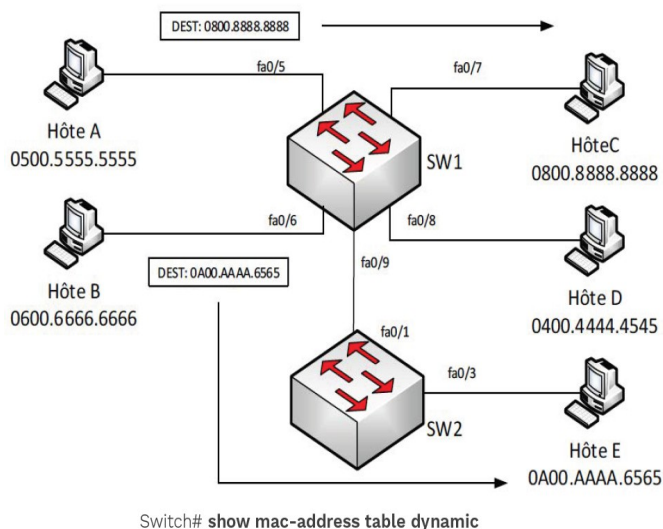 DEST: 0800.8888.8888
fa0/5
fa0/7
Hôte A
0500.5555.5555
SW1
HôteC
0800.8888.8888
fa0/6
fa0/8
Hôte B
0600.6666.6666
DEST: 0A00.AAAA.6565
fa0/9
Hôte D
0400.4444.4545
fa0/1
fa0/3
SW2
Hôte E
0A00.AAAA.6565
Switch# show mac-address table dynamic